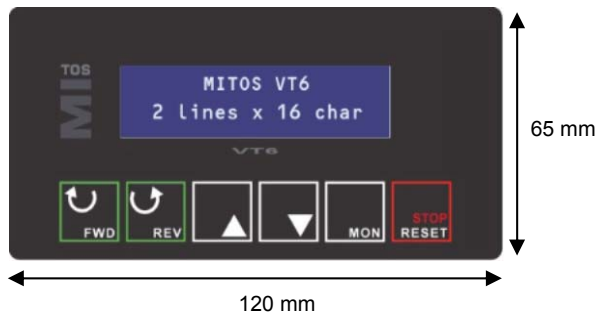 TOS
MI
MITOS VT6
2 lines x 16 char
VT6
FWD
REV
MON
STOP
RESET
65 mm
120 mm